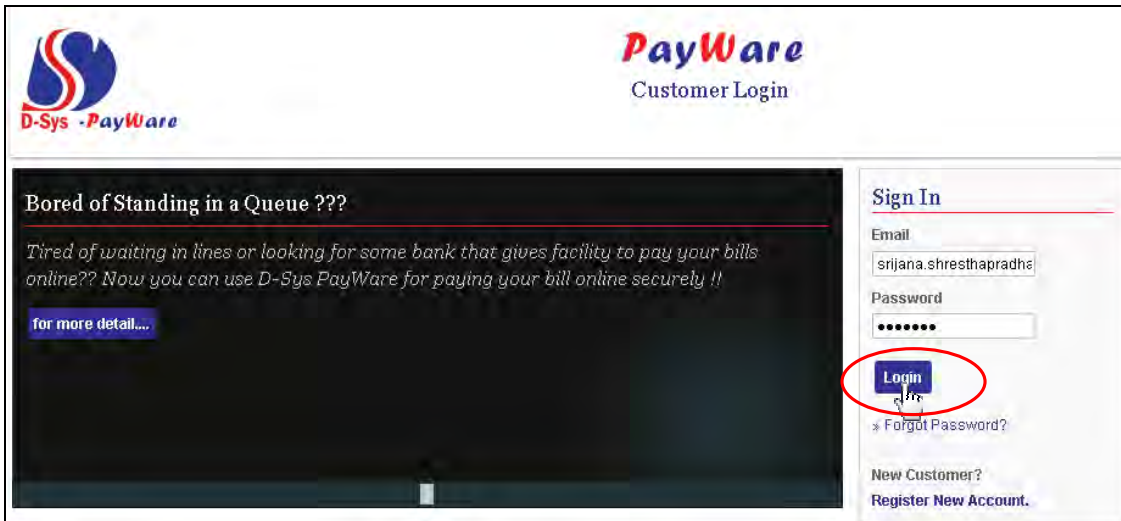 D-Sys -PayWare
PayWare
Customer Login
Bored of Standing in a Queue ???
Tired of waiting in lines or looking for some bank that gives facility to pay your bills
online?? Now you can use D-Sys PayWare for paying your bill online securely !!
for more detail....
Sign In
Email
srijana.shresthapradha
Password
•••••••
Login
» Forgot Password?
New Customer?
Register New Account.